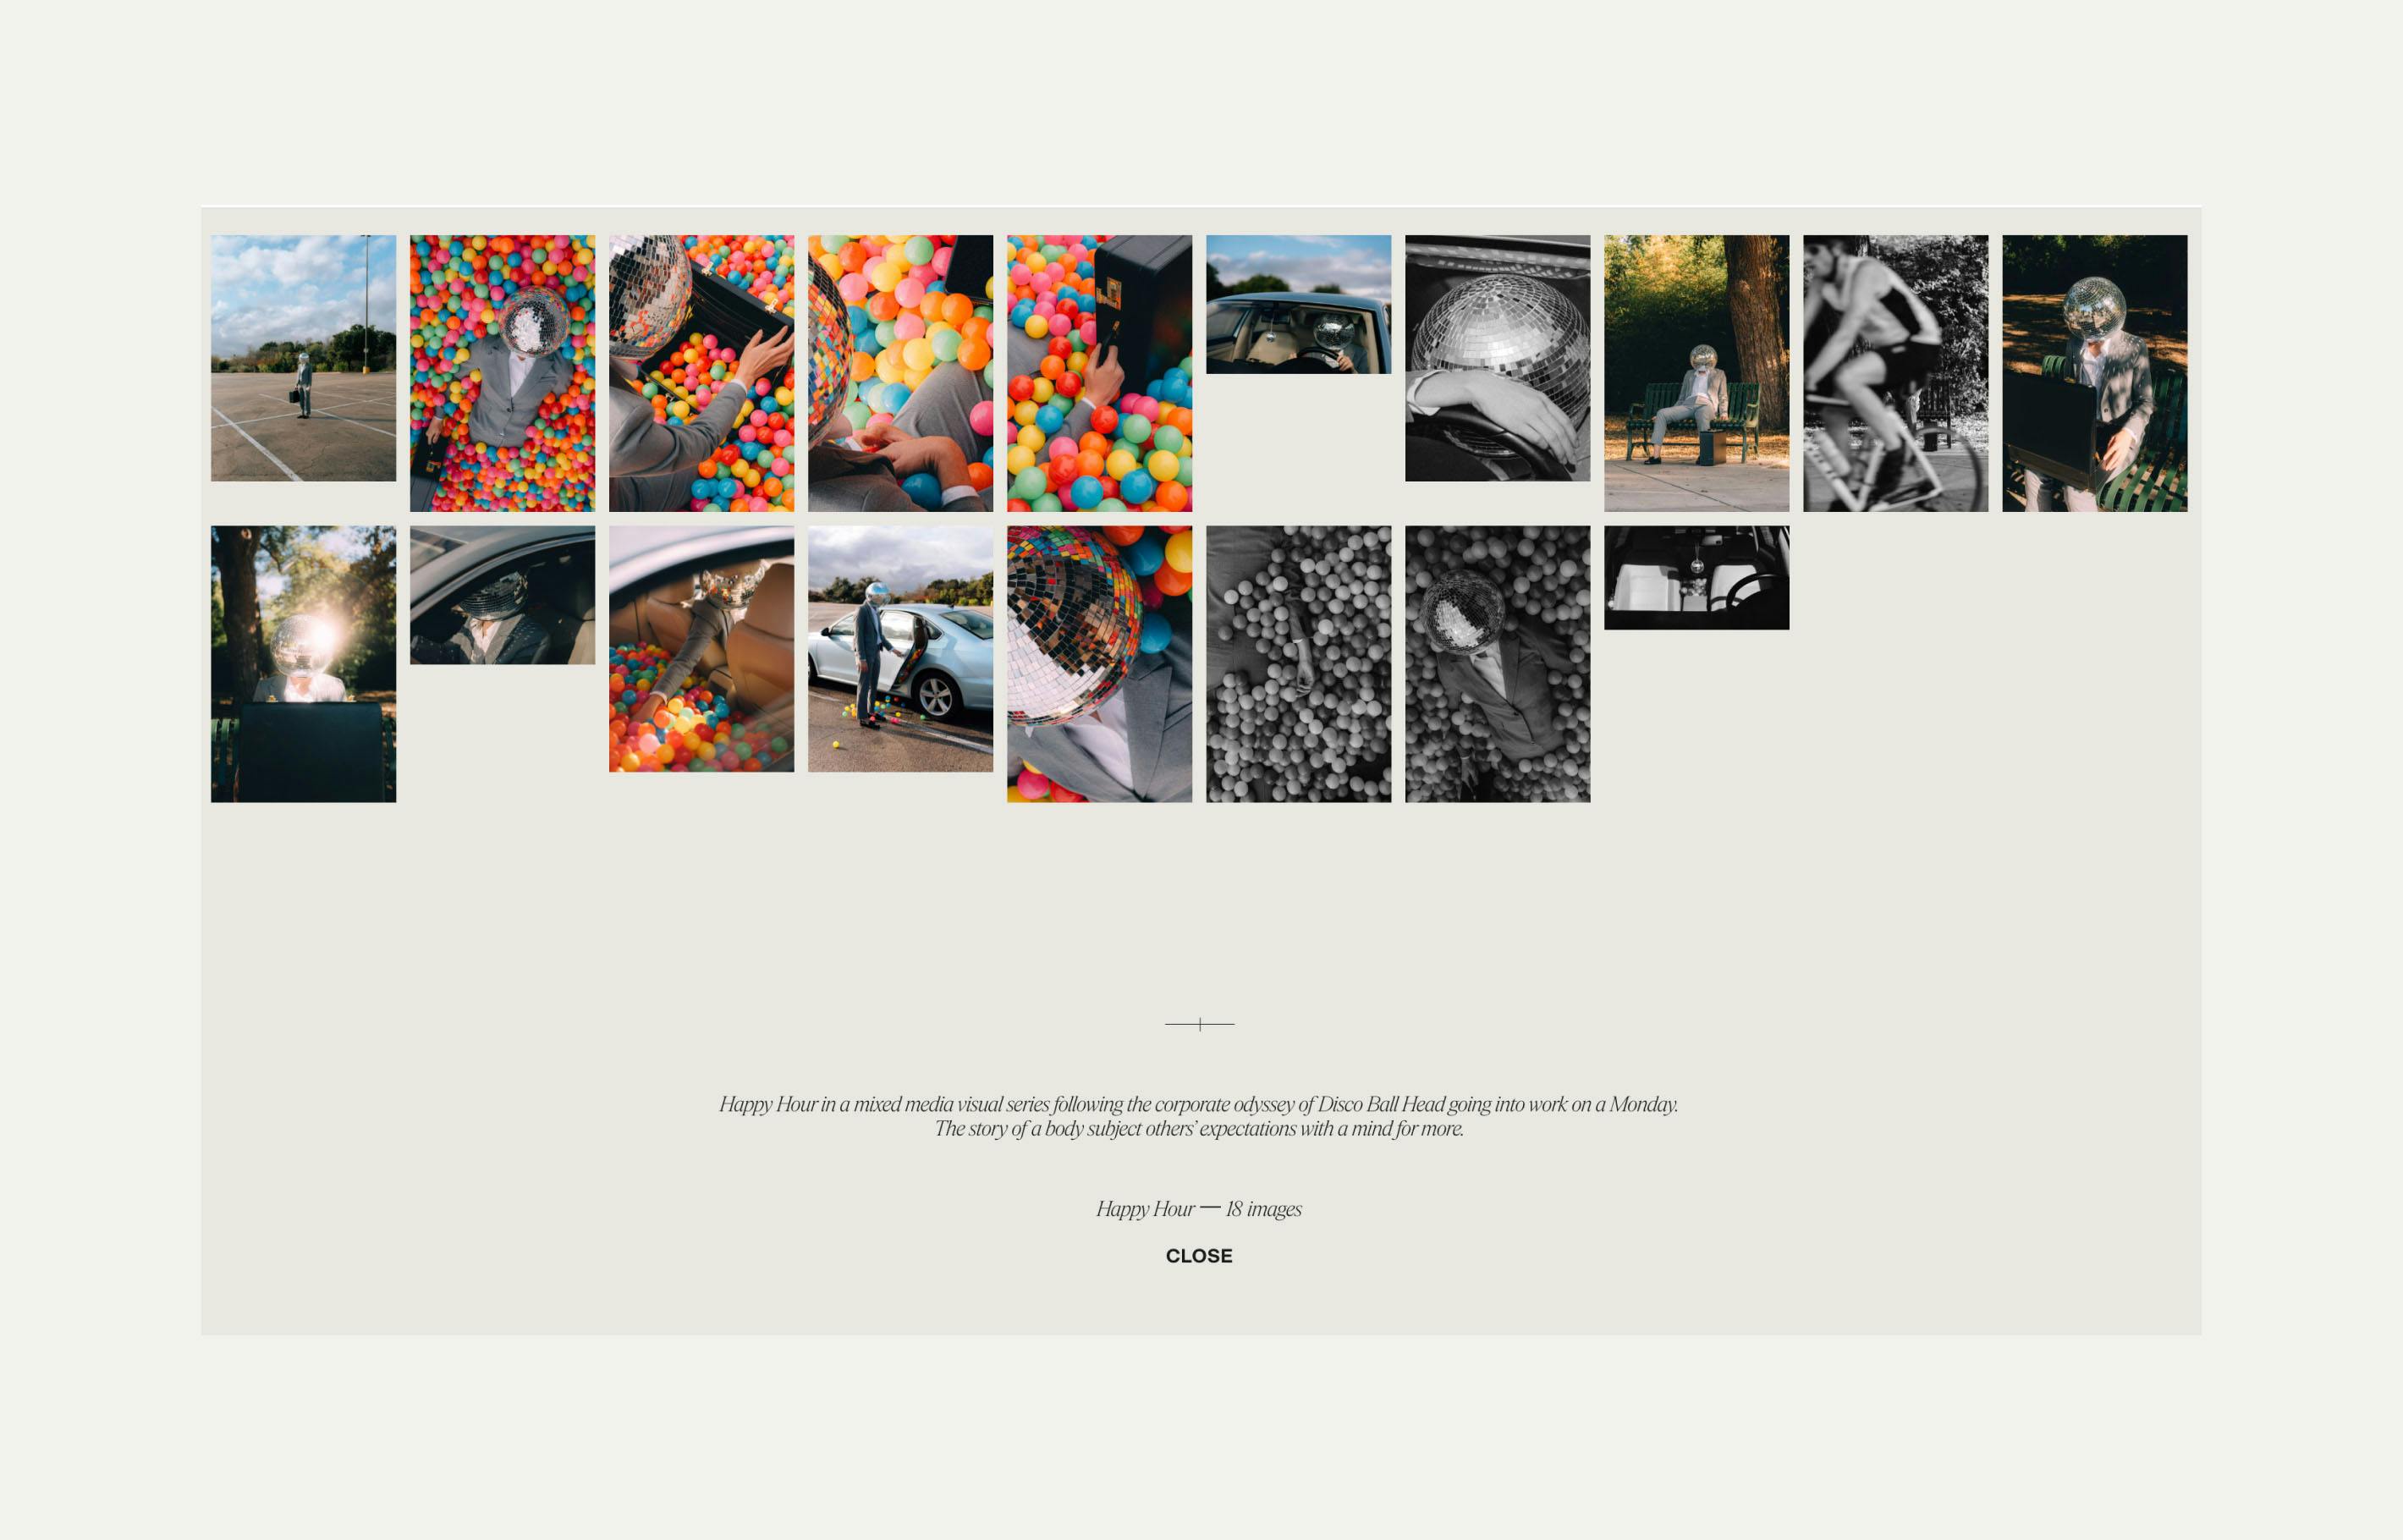 Happy Hour in a mixed media visual series following the corporate odyssey of Disco Ball Head going into work on a Monday.
The story of a body subject others’ expectations with a mind for more.
Happy Hour — 18 images
CLOSE